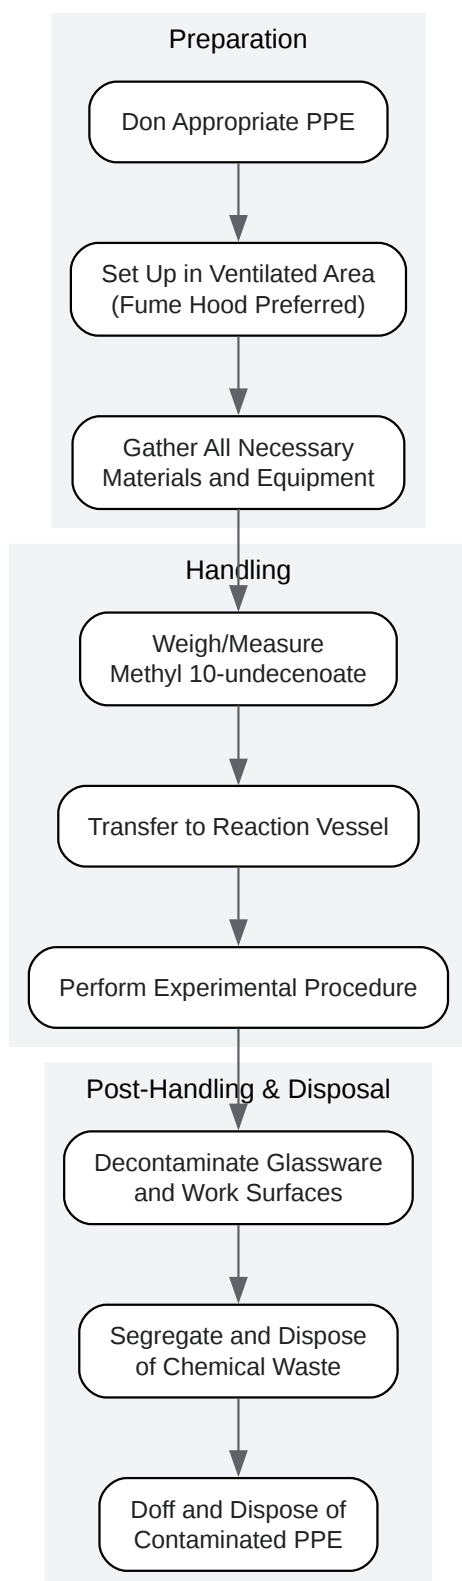 Preparation
Don Appropriate PPE
Set Up in Ventilated Area
(Fume Hood Preferred)
Gather All Necessary
Materials and Equipment
Handling
Weigh/Measure
Methyl 10-undecenoate
Transfer to Reaction Vessel
Perform Experimental Procedure
Post-Handling & Disposal
Decontaminate Glassware
and Work Surfaces
Segregate and Dispose
of Chemical Waste
Doff and Dispose of
Contaminated PPE